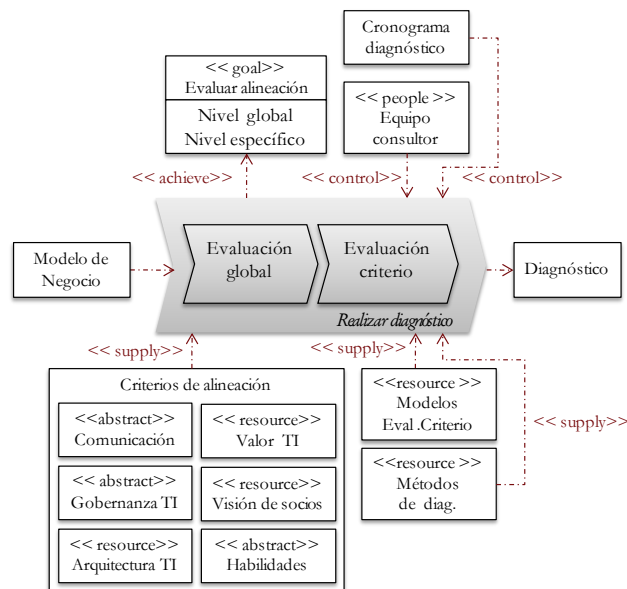 Cronograma
diagnóstico
<< goal>>
Evaluar alineación
Nivel global
Nivel específico
<< people >>
Equipo
consultor
<< achieve>>
<< control>>
<< control>>
Modelo de
Negocio
Evaluación
global
Evaluación
criterio
Realizar diagnóstico
Diagnóstico
<< supply>>
<< supply>>
<< supply>>
Criterios de alineación
<<abstract>>
Comunicación
<< resource>>
Valor TI
<< abstract>>
Gobernanza TI
<< resource>>
Visión de socios
<< resource>>
Arquitectura TI
<< abstract>>
Habilidades
<<resource >>
Modelos
Eval .Criterio
<<resource >>
Métodos
de diag.